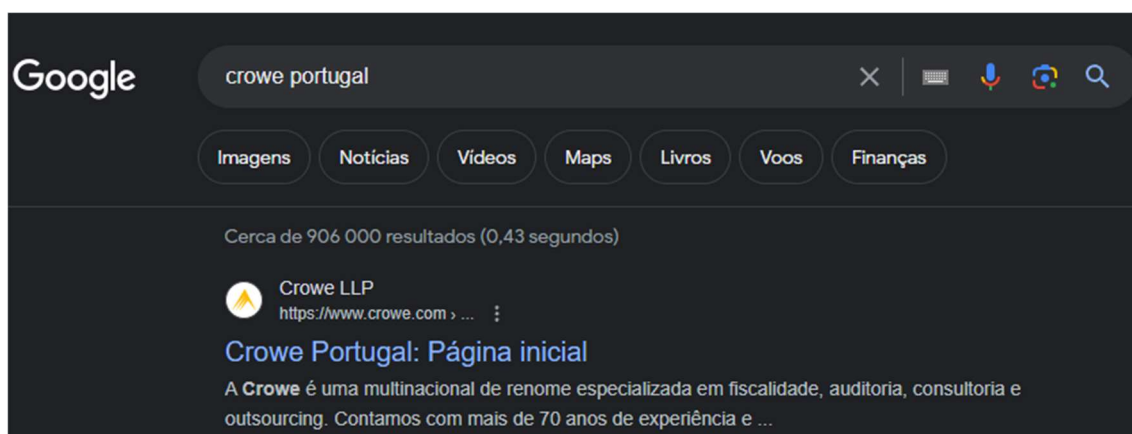 Google
crowe portugal
Imagens Notícias Vídeos Maps Livros Voos Finanças
Cerca de 906 000 resultados (0,43 segundos)
Crowe LLP
https://www.crowe.com › ...
Crowe Portugal: Página inicial
A Crowe é uma multinacional de renome especializada em fiscalidade, auditoria, consultoria e
outsourcing. Contamos com mais de 70 anos de experiência e ...